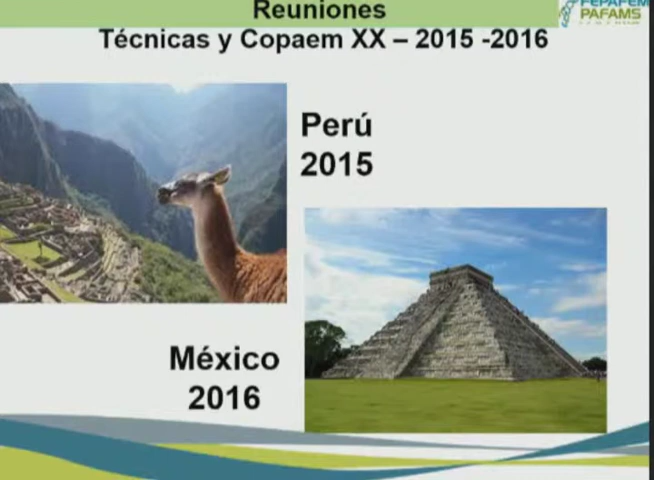 Reuniones
Técnicas y Copaem XX – 2015 -2016
FEPAFEM
PAFAMS
Perú
2015
México
2016